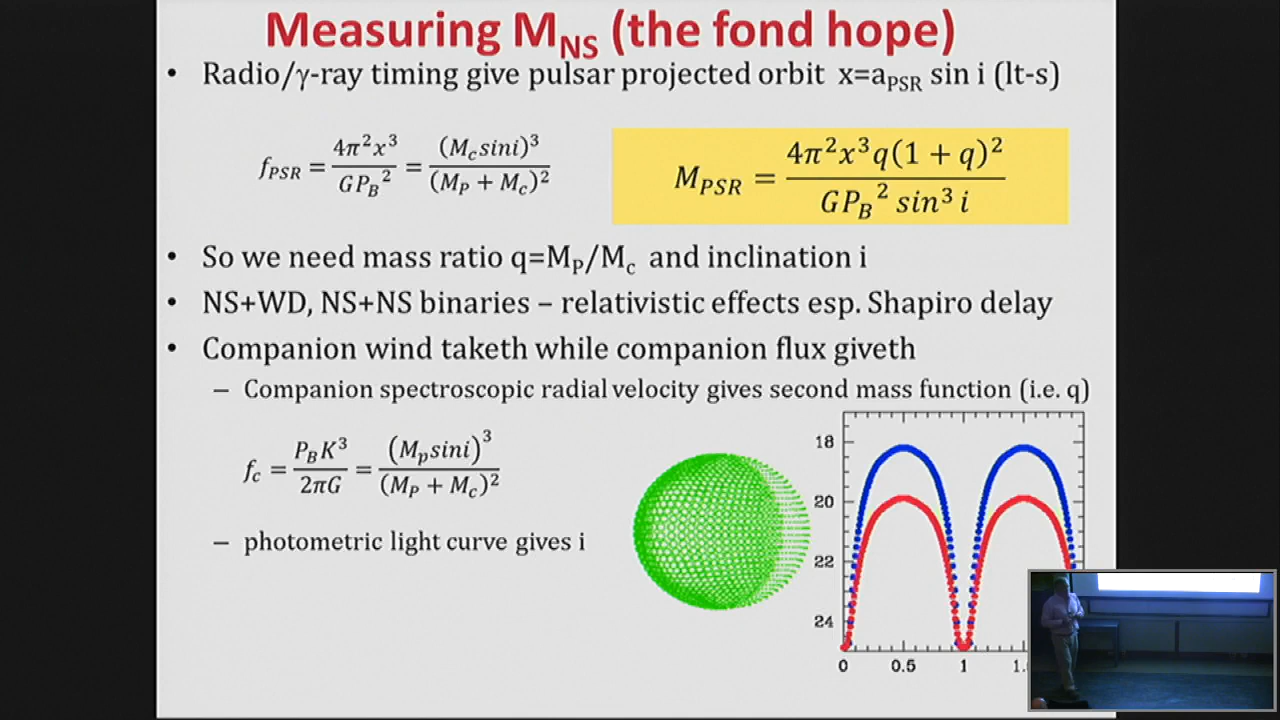 Measuring M_NS (the fond hope)
• Radio/γ-ray timing give pulsar projected orbit x=a_PSR sin i (lt-s)
f_PSR = 4π²x³ / GP_B² = (M_c sini)³ / (M_P + M_c)²
M_PSR = 4π²x³q(1 + q)² / GP_B² sin³ i
• So we need mass ratio q=M_P/M_c and inclination i
• NS+WD, NS+NS binaries – relativistic effects esp. Shapiro delay
• Companion wind taketh while companion flux giveth
– Companion spectroscopic radial velocity gives second mass function (i.e. q)
f_c = P_B K³ / 2πG = (M_p sini)³ / (M_P + M_c)²
– photometric light curve gives i
18
20
22
24
0 0.5 1 1.